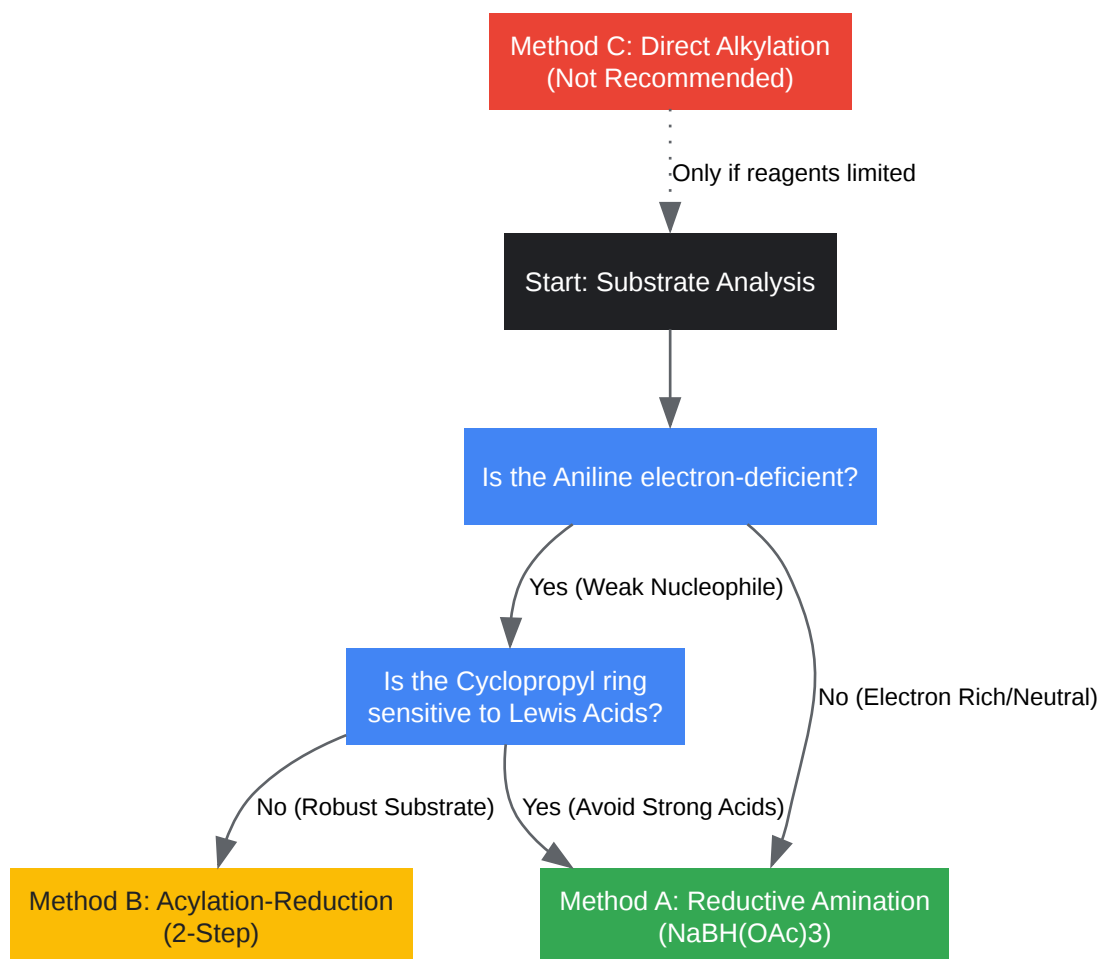 Method C: Direct Alkylation
(Not Recommended)
Only if reagents limited
Start: Substrate Analysis
Is the Aniline electron-deficient?
Yes (Weak Nucleophile)
Is the Cyclopropyl ring
sensitive to Lewis Acids?
No (Electron Rich/Neutral)
No (Robust Substrate)
Yes (Avoid Strong Acids)
Method B: Acylation-Reduction
(2-Step)
Method A: Reductive Amination
(NaBH(OAc)3)